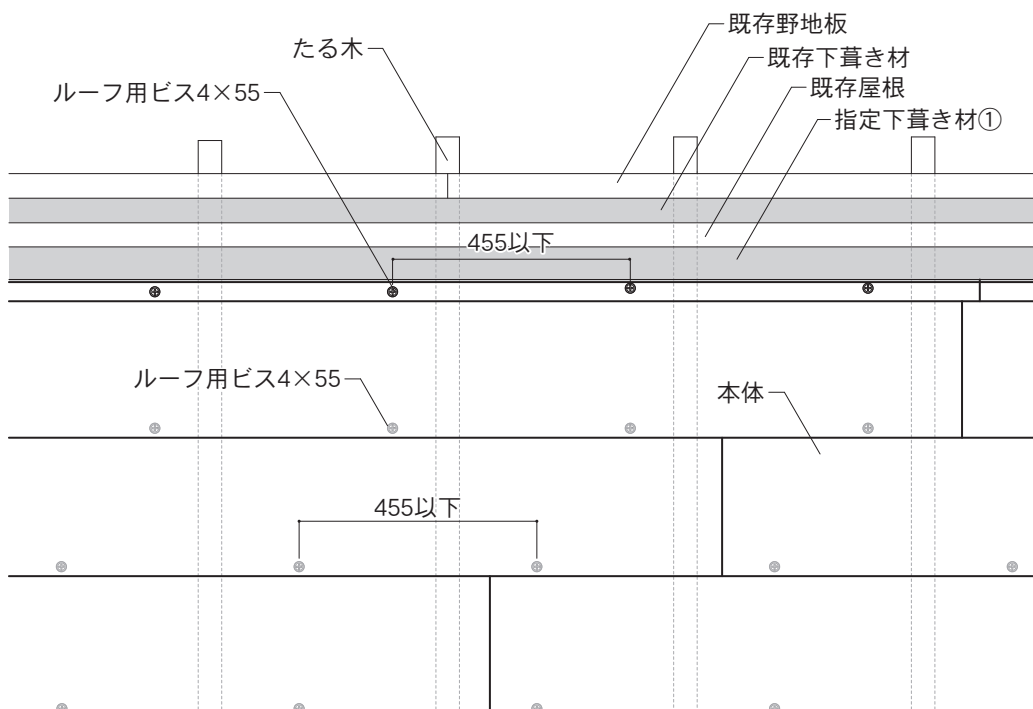 既存野地板
たる木
既存下葺き材
ルーフ用ビス4×55
既存屋根
指定下葺き材①
455以下
ルーフ用ビス4×55
本体
455以下